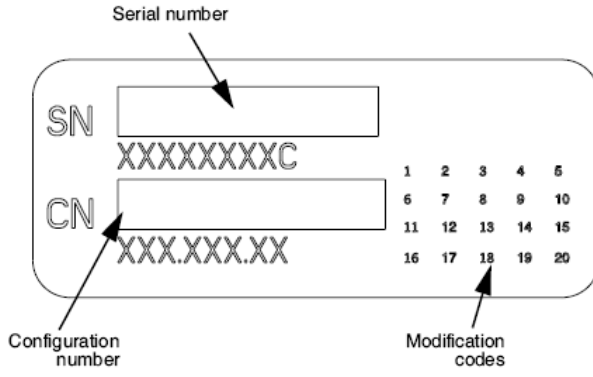 Serial number
SN
XXXXXXXXC
CN
XXX.XXX.XX
1 2 3 4 5
6 7 8 9 10
11 12 13 14 15
16 17 18 19 20
Configuration
number
Modification
codes